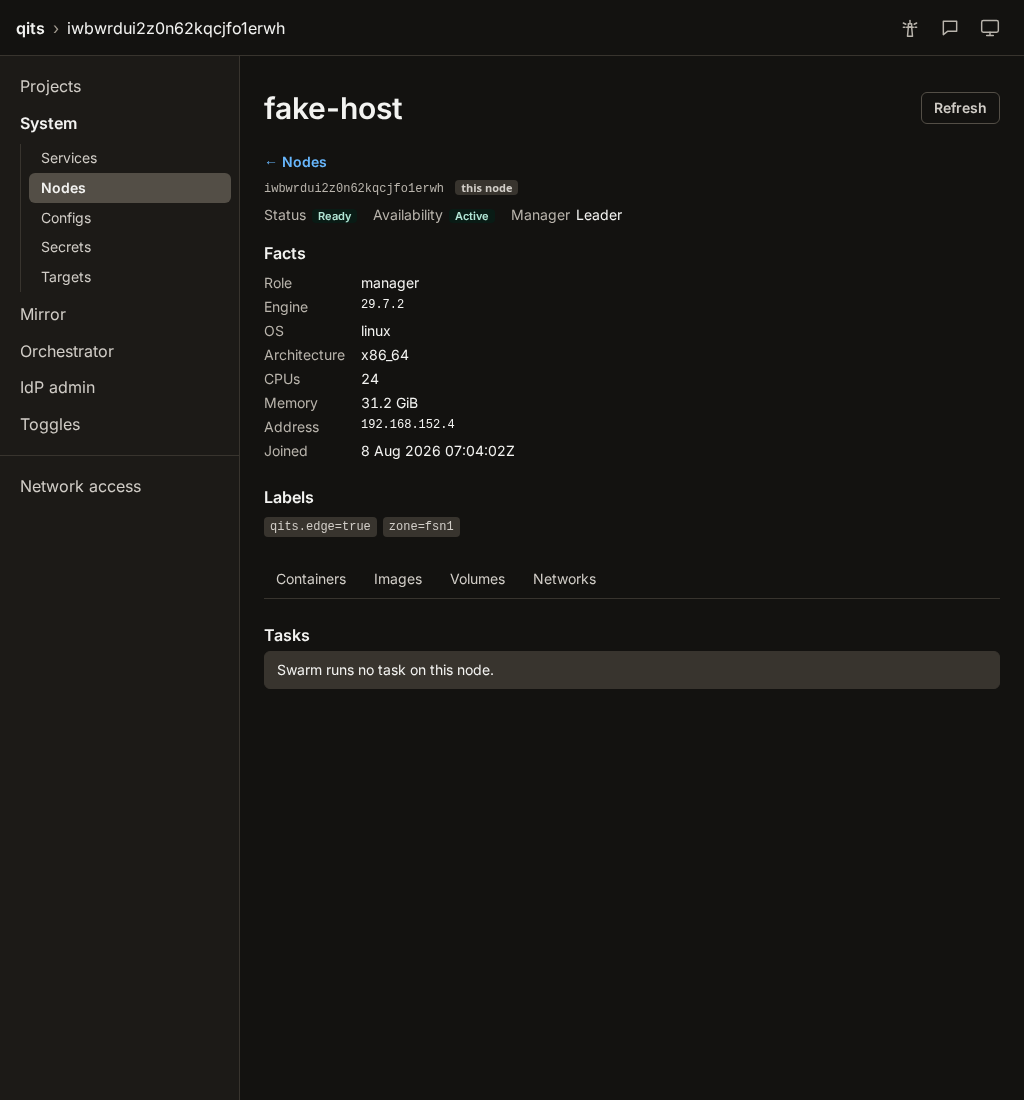 qits › iwbwrdui2z0n62kqcjfo1erwh
Projects
System
Services
Nodes
Configs
Secrets
Targets
Mirror
Orchestrator
IdP admin
Toggles
Network access
fake-host
Refresh
← Nodes
iwbwrdui2z0n62kqcjfo1erwh this node
Status Ready Availability Active Manager Leader
Facts
Role manager
Engine 29.7.2
OS linux
Architecture x86_64
CPUs 24
Memory 31.2 GiB
Address 192.168.152.4
Joined 8 Aug 2026 07:04:02Z
Labels
qits.edge=true zone=fsn1
Containers Images Volumes Networks
Tasks
Swarm runs no task on this node.